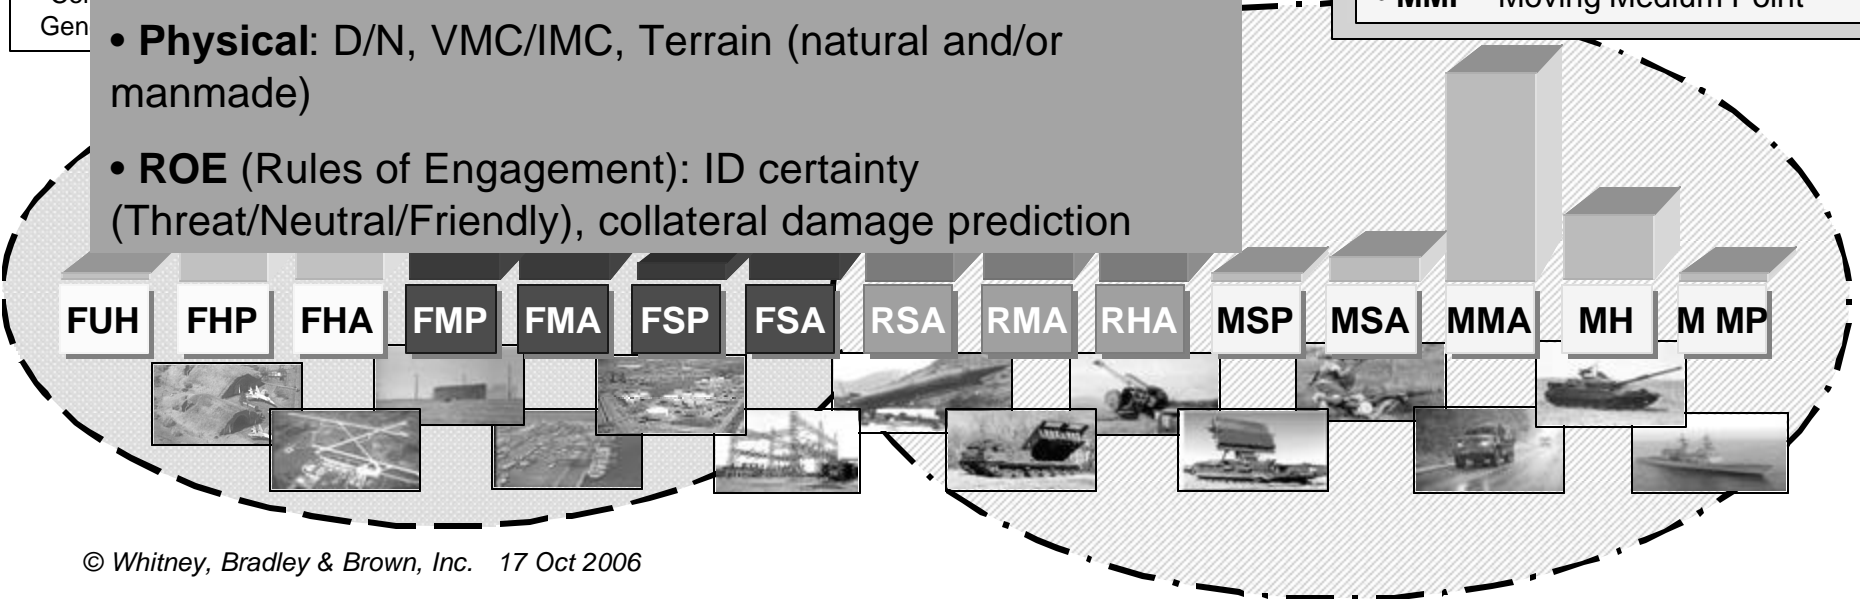 • MMP – Moving Medium Point
Gen
• Physical: D/N, VMC/IMC, Terrain (natural and/or
manmade)
• ROE (Rules of Engagement): ID certainty
(Threat/Neutral/Friendly), collateral damage prediction
FUH FHP FHA FMP FMA FSP FSA RSA RMA RHA MSP MSA MMA MH M MP
© Whitney, Bradley & Brown, Inc. 17 Oct 2006